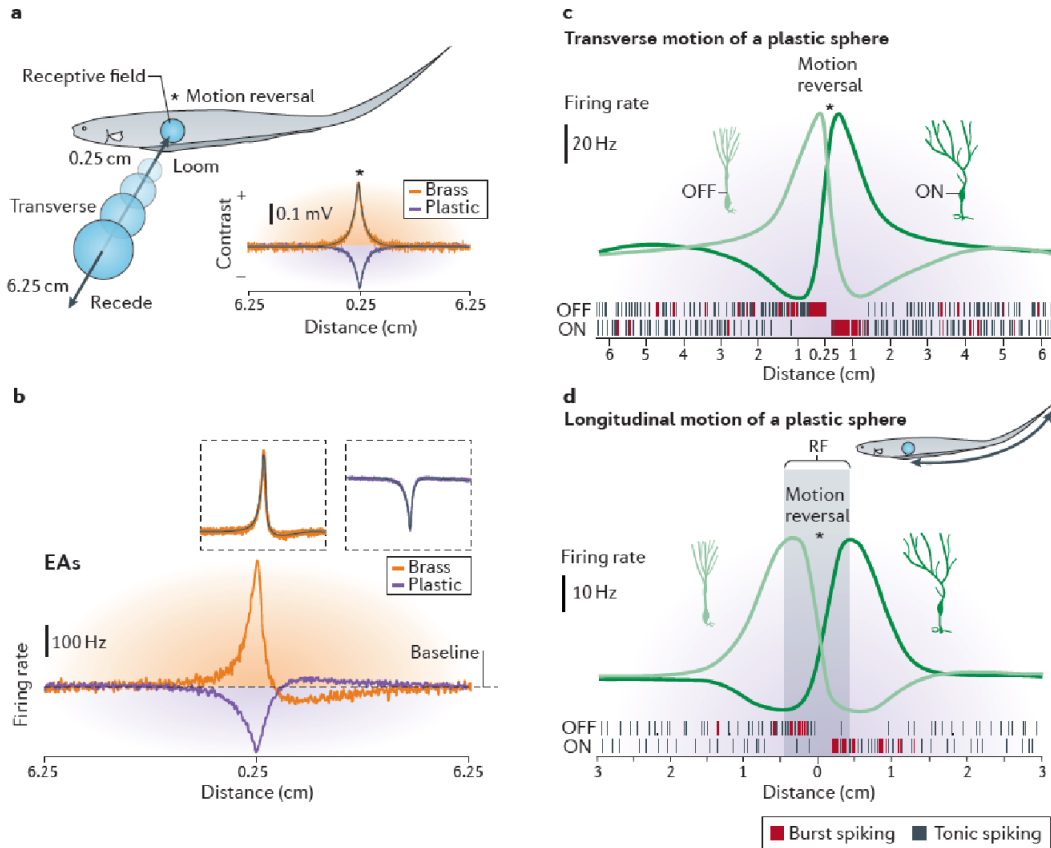 a
Receptive field
* Motion reversal
0.25 cm
Loom
Transverse
6.25 cm
Recede
Contrast
+
–
0.1 mV
*
Brass
Plastic
6.25 0.25 6.25
Distance (cm)
b
EAs
Brass
Plastic
100 Hz
Baseline
Firing rate
6.25 0.25 6.25
Distance (cm)
c
Transverse motion of a plastic sphere
Motion
reversal
*
Firing rate
20 Hz
OFF
ON
OFF
ON
6 5 4 3 2 1 0.25 1 2 3 4 5 6
Distance (cm)
d
Longitudinal motion of a plastic sphere
RF
Motion
reversal
*
Firing rate
10 Hz
OFF
ON
3 2 1 0 1 2 3
Distance (cm)
Burst spiking
Tonic spiking